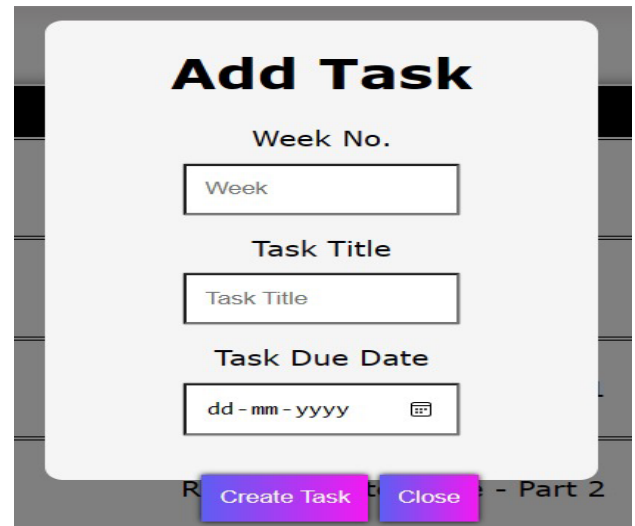 Add Task
Week No.
Week
Task Title
Task Title
Task Due Date
dd-mm-yyyy
Create Task Close
- Part 2